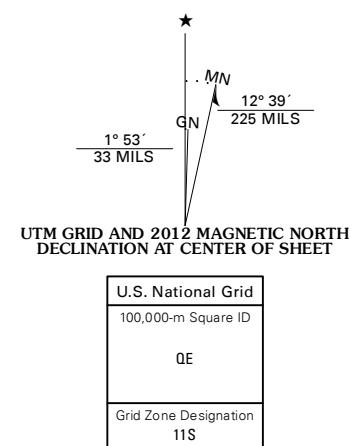 ★
MN
12° 39´
225 MILS
GN
1° 53´
33 MILS
UTM GRID AND 2012 MAGNETIC NORTH
DECLINATION AT CENTER OF SHEET
U.S. National Grid
100,000-m Square ID
QE
Grid Zone Designation
11S